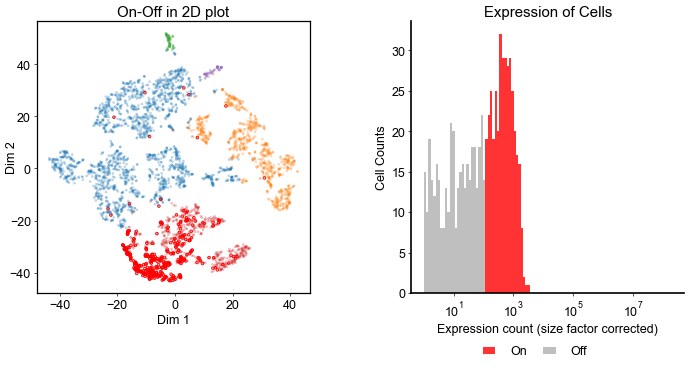 On-Off in 2D plot
Dim 2
40
20
0
−20
−40
−40 −20 0 20 40
Dim 1
Expression of Cells
Cell Counts
30
25
20
15
10
5
0
10^1 10^3 10^5 10^7
Expression count (size factor corrected)
On Off